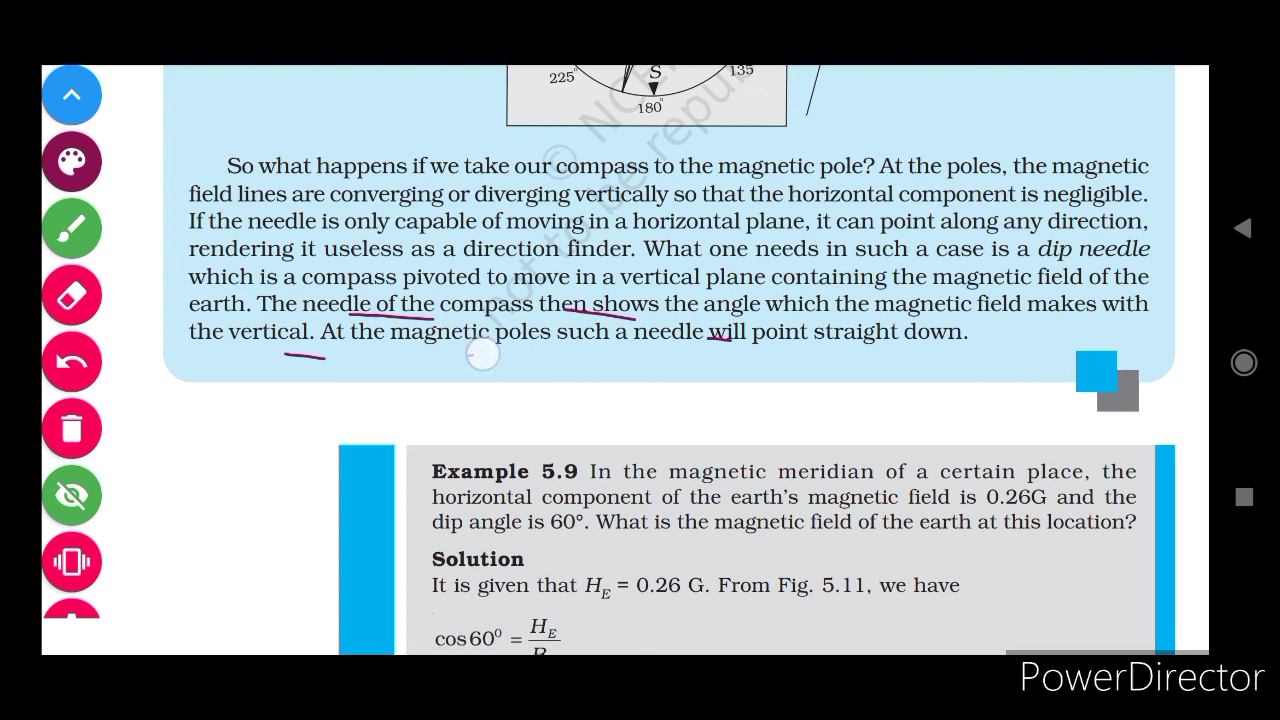 225°
S
135
180°
© NCE
not to be republ
So what happens if we take our compass to the magnetic pole? At the poles, the magnetic
field lines are converging or diverging vertically so that the horizontal component is negligible.
If the needle is only capable of moving in a horizontal plane, it can point along any direction,
rendering it useless as a direction finder. What one needs in such a case is a dip needle
which is a compass pivoted to move in a vertical plane containing the magnetic field of the
earth. The needle of the compass then shows the angle which the magnetic field makes with
the vertical. At the magnetic poles such a needle will point straight down.
Example 5.9 In the magnetic meridian of a certain place, the
horizontal component of the earth's magnetic field is 0.26G and the
dip angle is 60°. What is the magnetic field of the earth at this location?
Solution
It is given that H_E = 0.26 G. From Fig. 5.11, we have
cos 60⁰ = H_E
PowerDirector